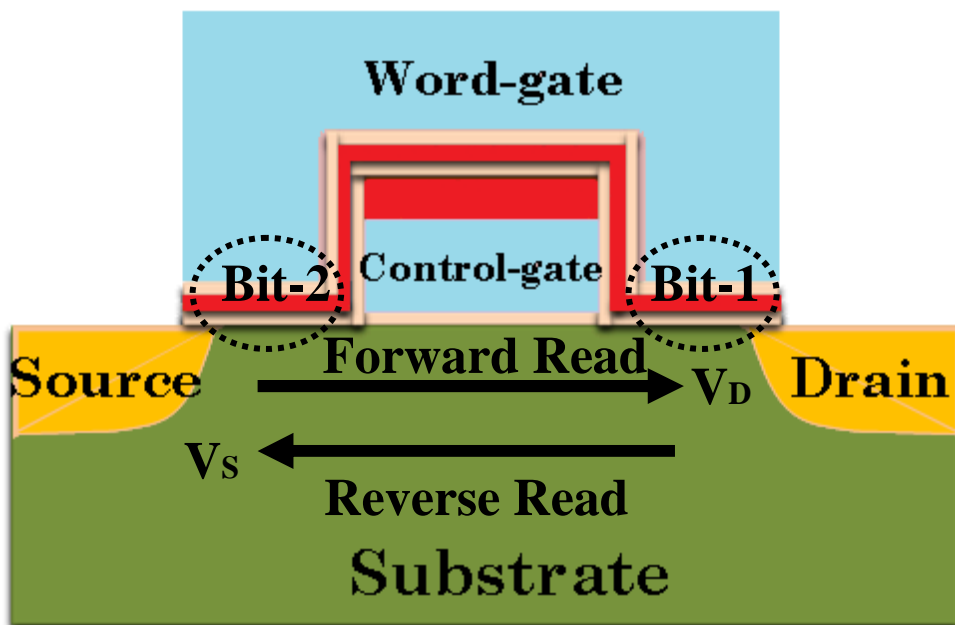 Word-gate
Control-gate
Bit-2
Bit-1
Forward Read
Source
VD
Drain
VS
Reverse Read
Substrate